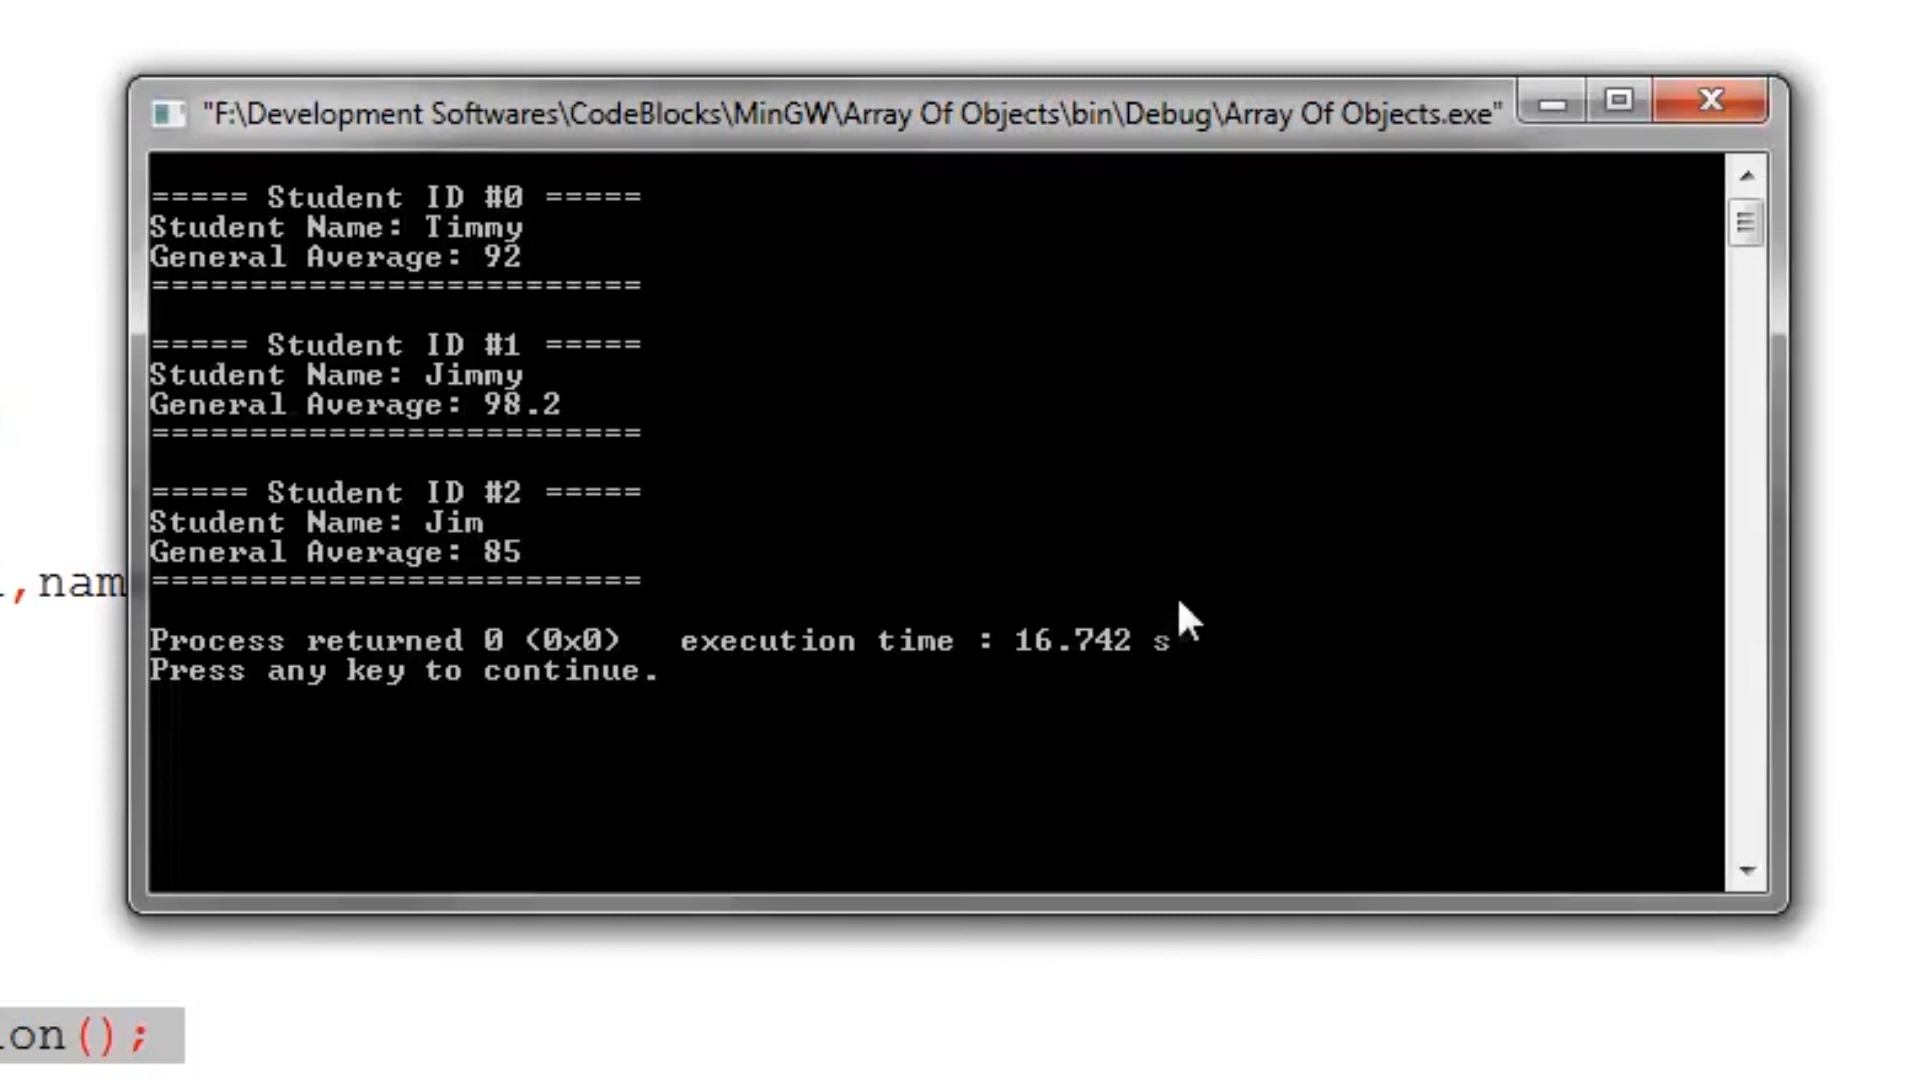 "F:\Development Softwares\CodeBlocks\MinGW\Array Of Objects\bin\Debug\Array Of Objects.exe"
===== Student ID #0 =====
Student Name: Timmy
General Average: 92
=========================
===== Student ID #1 =====
Student Name: Jimmy
General Average: 98.2
=========================
===== Student ID #2 =====
Student Name: Jim
General Average: 85
=========================
,nam
Process returned 0 (0x0)   execution time : 16.742 s
Press any key to continue.
ion();